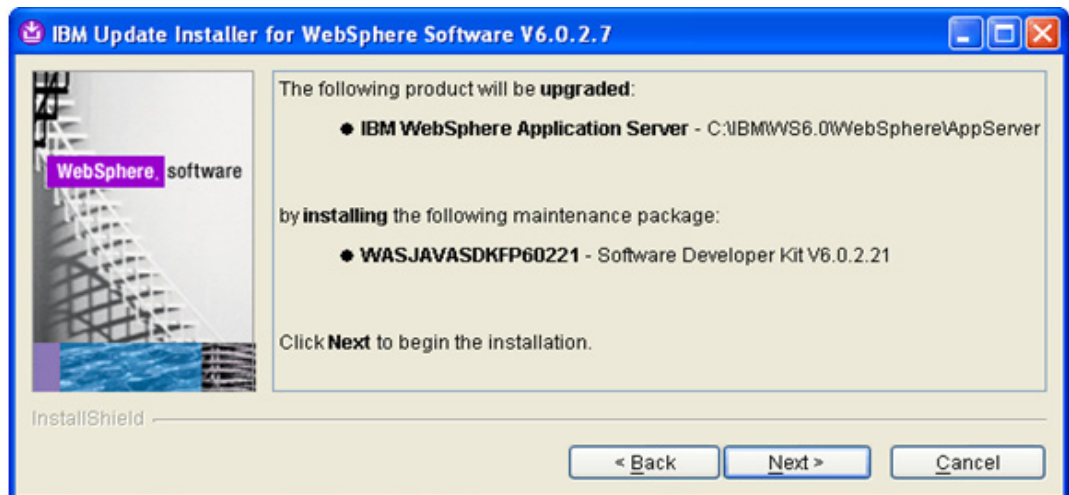 IBM Update Installer for WebSphere Software V6.0.2.7
The following product will be upgraded:
● IBM WebSphere Application Server - C:\IBM\WS6.0\WebSphere\AppServer
WebSphere. software
by installing the following maintenance package:
● WASJAVASDKFP60221 - Software Developer Kit V6.0.2.21
Click Next to begin the installation.
InstallShield
< Back
Next >
Cancel